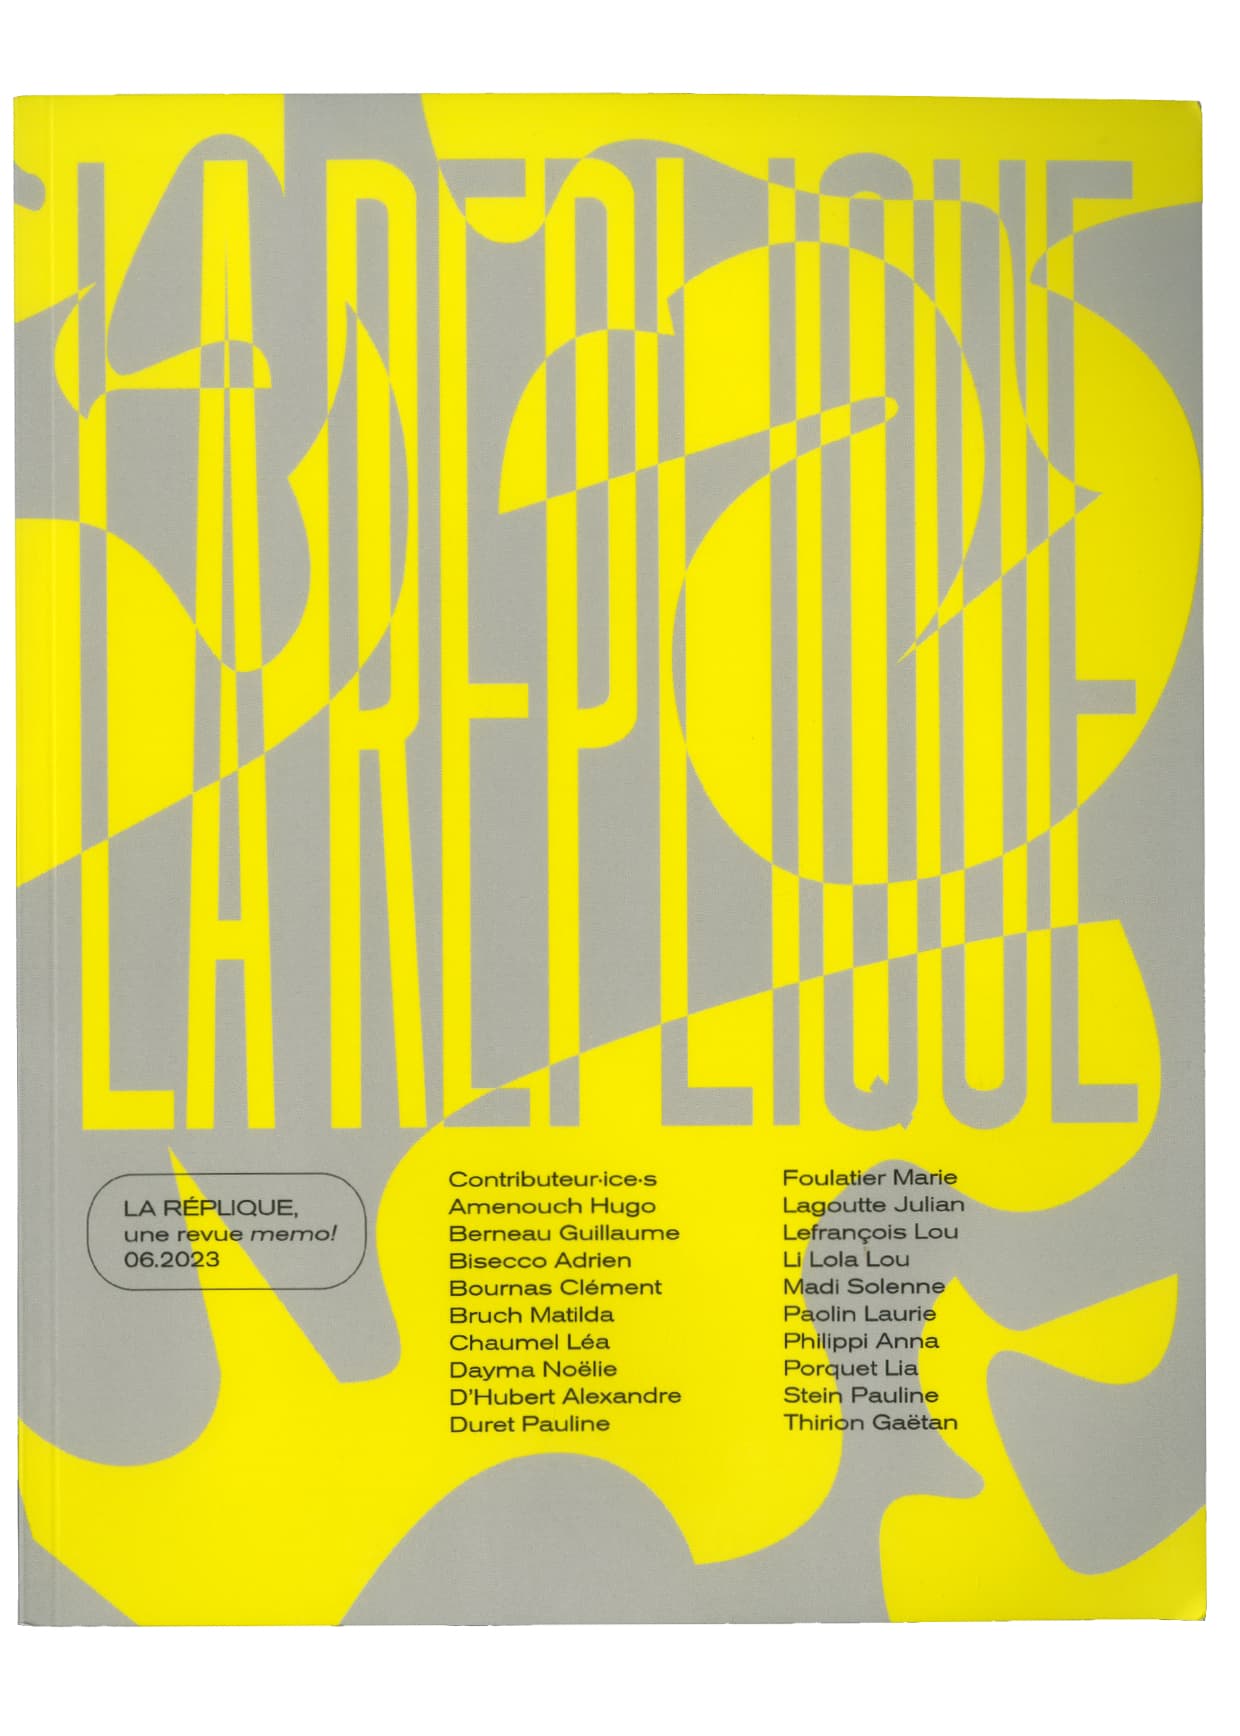 LA REPLIQUE
LA RÉPLIQUE,
une revue memo!
06.2023
Contributeur·ice·s
Amenouch Hugo
Berneau Guillaume
Bisecco Adrien
Bournas Clément
Bruch Matilda
Chaumel Léa
Dayma Noëlie
D'Hubert Alexandre
Duret Pauline
Foulatier Marie
Lagoutte Julian
Lefrançois Lou
Li Lola Lou
Madi Solenne
Paolin Laurie
Philippi Anna
Porquet Lia
Stein Pauline
Thirion Gaëtan